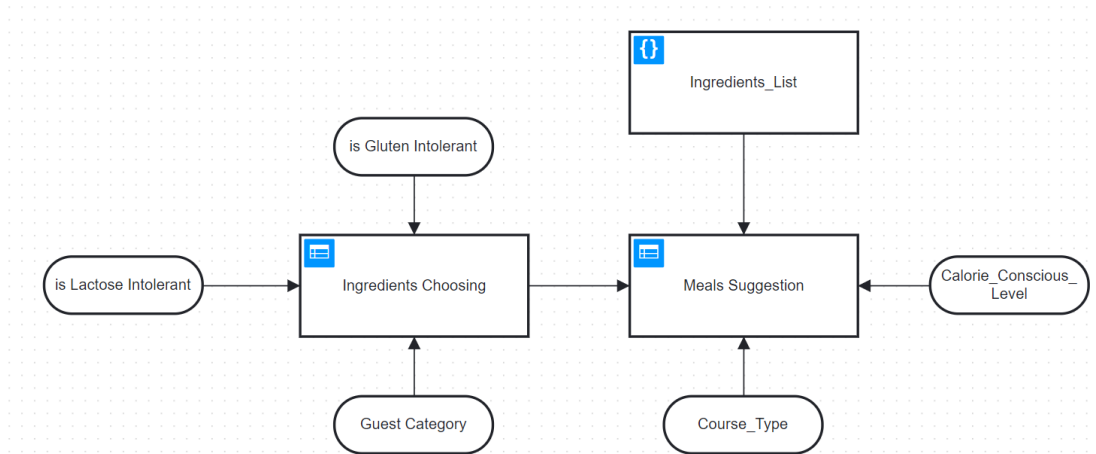 {}
Ingredients_List
is Gluten Intolerant
is Lactose Intolerant
Ingredients Choosing
Meals Suggestion
Calorie_Conscious_
Level
Guest Category
Course_Type